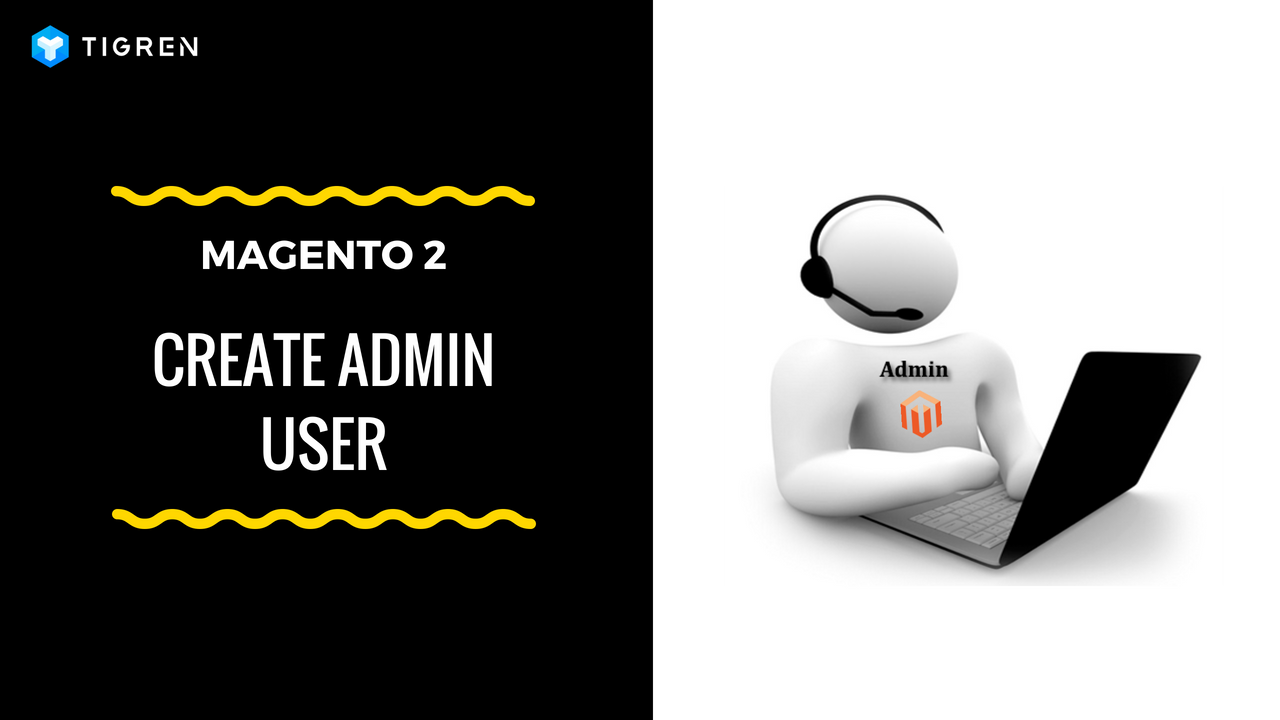 TIGREN
MAGENTO 2
CREATE ADMIN
USER
Admin